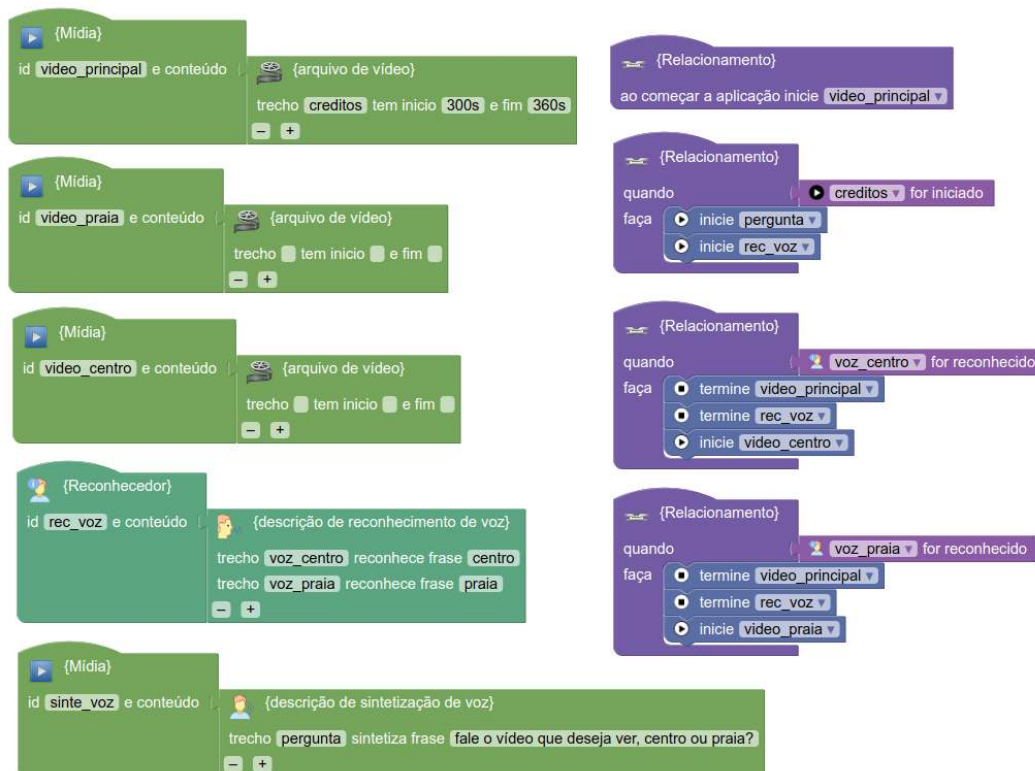 {Mídia}
id video_principal e conteúdo
{arquivo de vídeo}
trecho creditos tem inicio 300s e fim 360s
– +
{Mídia}
id video_praia e conteúdo
{arquivo de vídeo}
trecho tem inicio e fim
– +
{Mídia}
id video_centro e conteúdo
{arquivo de vídeo}
trecho tem inicio e fim
– +
{Reconhecedor}
id rec_voz e conteúdo
{descrição de reconhecimento de voz}
trecho voz_centro reconhece frase centro
trecho voz_praia reconhece frase praia
– +
{Mídia}
id sinte_voz e conteúdo
{descrição de sintetização de voz}
trecho pergunta sintetiza frase fale o vídeo que deseja ver, centro ou praia?
– +
{Relacionamento}
ao começar a aplicação inicie video_principal
{Relacionamento}
quando creditos for iniciado
faça inicie pergunta
inicie rec_voz
{Relacionamento}
quando voz_centro for reconhecido
faça termine video_principal
termine rec_voz
inicie video_centro
{Relacionamento}
quando voz_praia for reconhecido
faça termine video_principal
termine rec_voz
inicie video_praia